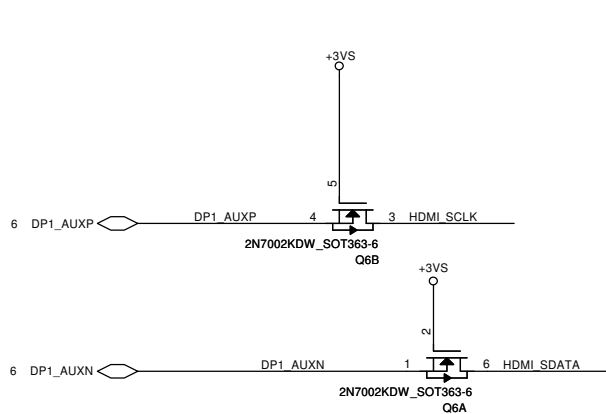 +3VS
5
6 DP1_AUXP DP1_AUXP 4 3 HDMI_SCLK
2N7002KDW_SOT363-6
Q6B
+3VS
2
6 DP1_AUXN DP1_AUXN 1 6 HDMI_SDATA
2N7002KDW_SOT363-6
Q6A